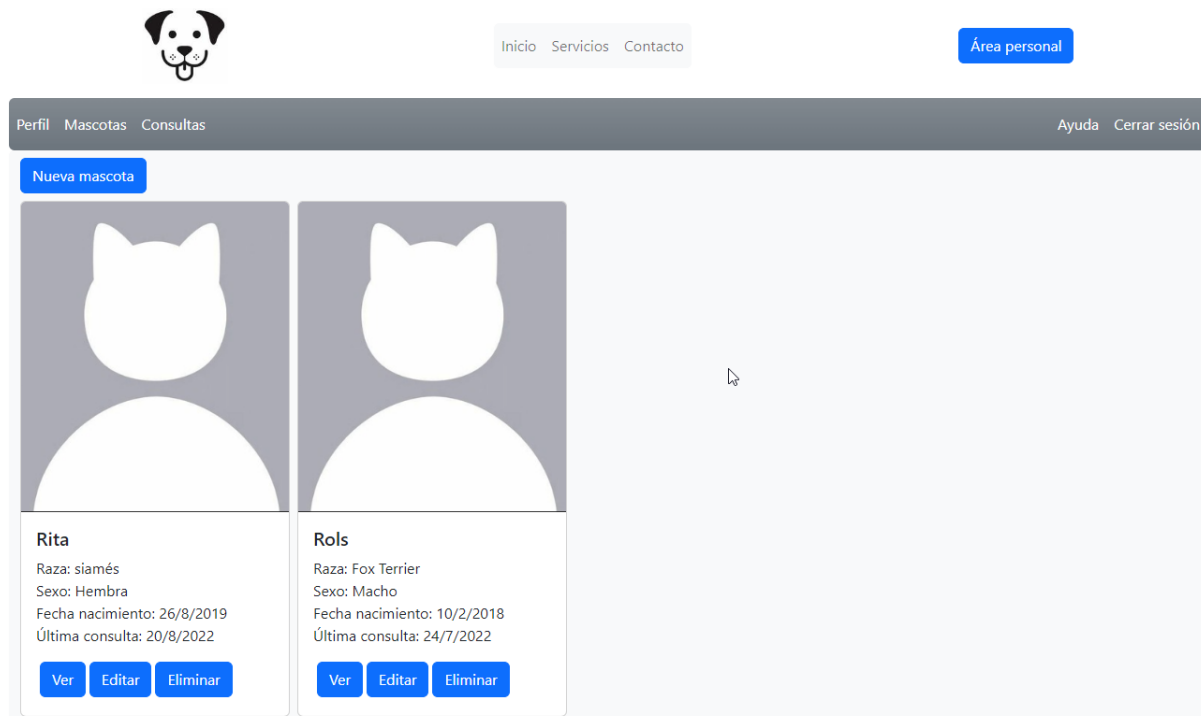 Inicio Servicios Contacto
Área personal
Perfil Mascotas Consultas
Ayuda Cerrar sesión
Nueva mascota
Rita
Raza: siamés
Sexo: Hembra
Fecha nacimiento: 26/8/2019
Última consulta: 20/8/2022
Ver Editar Eliminar
Rols
Raza: Fox Terrier
Sexo: Macho
Fecha nacimiento: 10/2/2018
Última consulta: 24/7/2022
Ver Editar Eliminar